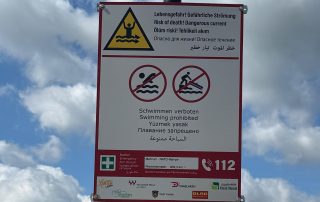 Lebensgefahr! Gefährliche Strömung
Risk of death! Dangerous current
Ölüm riski! Tehlikeli akım
Опасно для жизни! Опасное течение
خطر الموت تيار خطير
Schwimmen verboten
Swimming prohibited
Yüzmek yasak
Плавание запрещено
السباحة ممنوعة
112